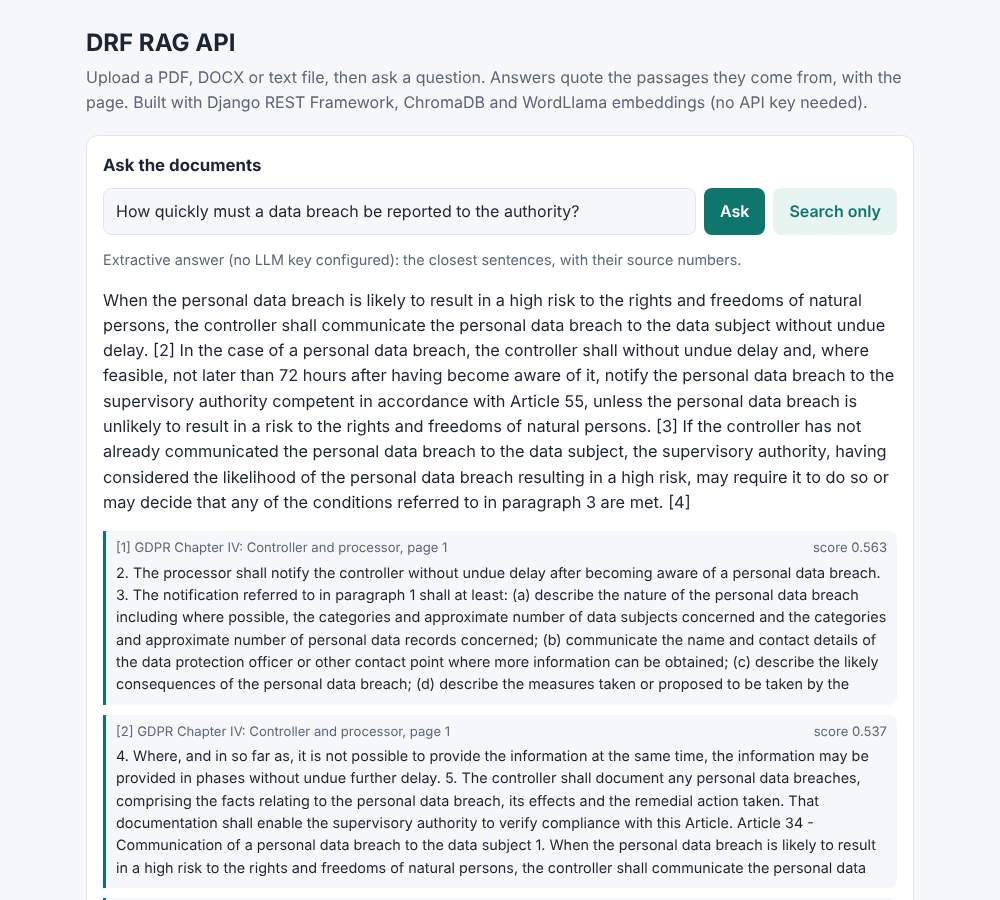 DRF RAG API
Upload a PDF, DOCX or text file, then ask a question. Answers quote the passages they come from, with the
page. Built with Django REST Framework, ChromaDB and WordLlama embeddings (no API key needed).
Ask the documents
How quickly must a data breach be reported to the authority?
Ask
Search only
Extractive answer (no LLM key configured): the closest sentences, with their source numbers.
When the personal data breach is likely to result in a high risk to the rights and freedoms of natural
persons, the controller shall communicate the personal data breach to the data subject without undue
delay. [2] In the case of a personal data breach, the controller shall without undue delay and, where
feasible, not later than 72 hours after having become aware of it, notify the personal data breach to the
supervisory authority competent in accordance with Article 55, unless the personal data breach is
unlikely to result in a risk to the rights and freedoms of natural persons. [3] If the controller has not
already communicated the personal data breach to the data subject, the supervisory authority, having
considered the likelihood of the personal data breach resulting in a high risk, may require it to do so or
may decide that any of the conditions referred to in paragraph 3 are met. [4]
[1] GDPR Chapter IV: Controller and processor, page 1
score 0.563
2. The processor shall notify the controller without undue delay after becoming aware of a personal data breach.
3. The notification referred to in paragraph 1 shall at least: (a) describe the nature of the personal data breach
including where possible, the categories and approximate number of data subjects concerned and the categories
and approximate number of personal data records concerned; (b) communicate the name and contact details of
the data protection officer or other contact point where more information can be obtained; (c) describe the likely
consequences of the personal data breach; (d) describe the measures taken or proposed to be taken by the
[2] GDPR Chapter IV: Controller and processor, page 1
score 0.537
4. Where, and in so far as, it is not possible to provide the information at the same time, the information may be
provided in phases without undue further delay. 5. The controller shall document any personal data breaches,
comprising the facts relating to the personal data breach, its effects and the remedial action taken. That
documentation shall enable the supervisory authority to verify compliance with this Article. Article 34 -
Communication of a personal data breach to the data subject 1. When the personal data breach is likely to result
in a high risk to the rights and freedoms of natural persons, the controller shall communicate the personal data